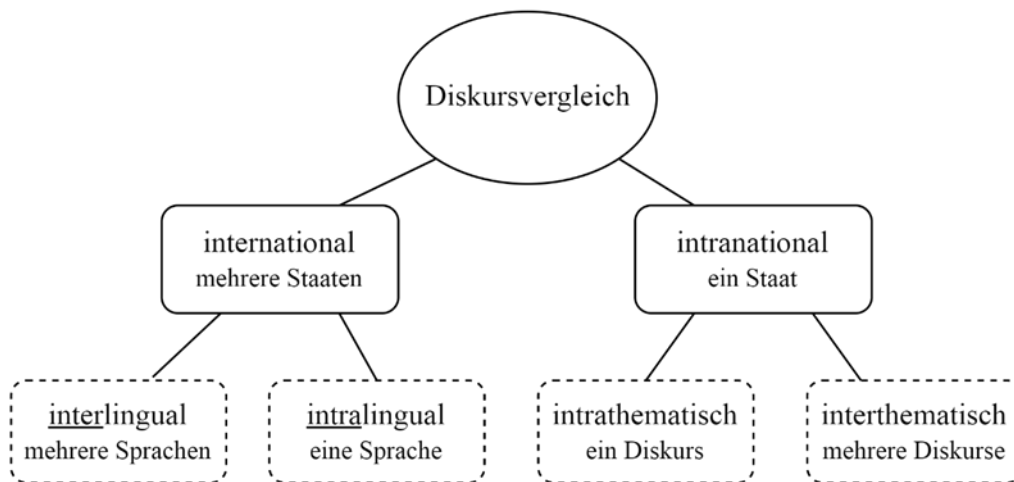 Diskursvergleich
international
mehrere Staaten
intranational
ein Staat
interlingual
mehrere Sprachen
intralingual
eine Sprache
intrathematisch
ein Diskurs
interthematisch
mehrere Diskurse